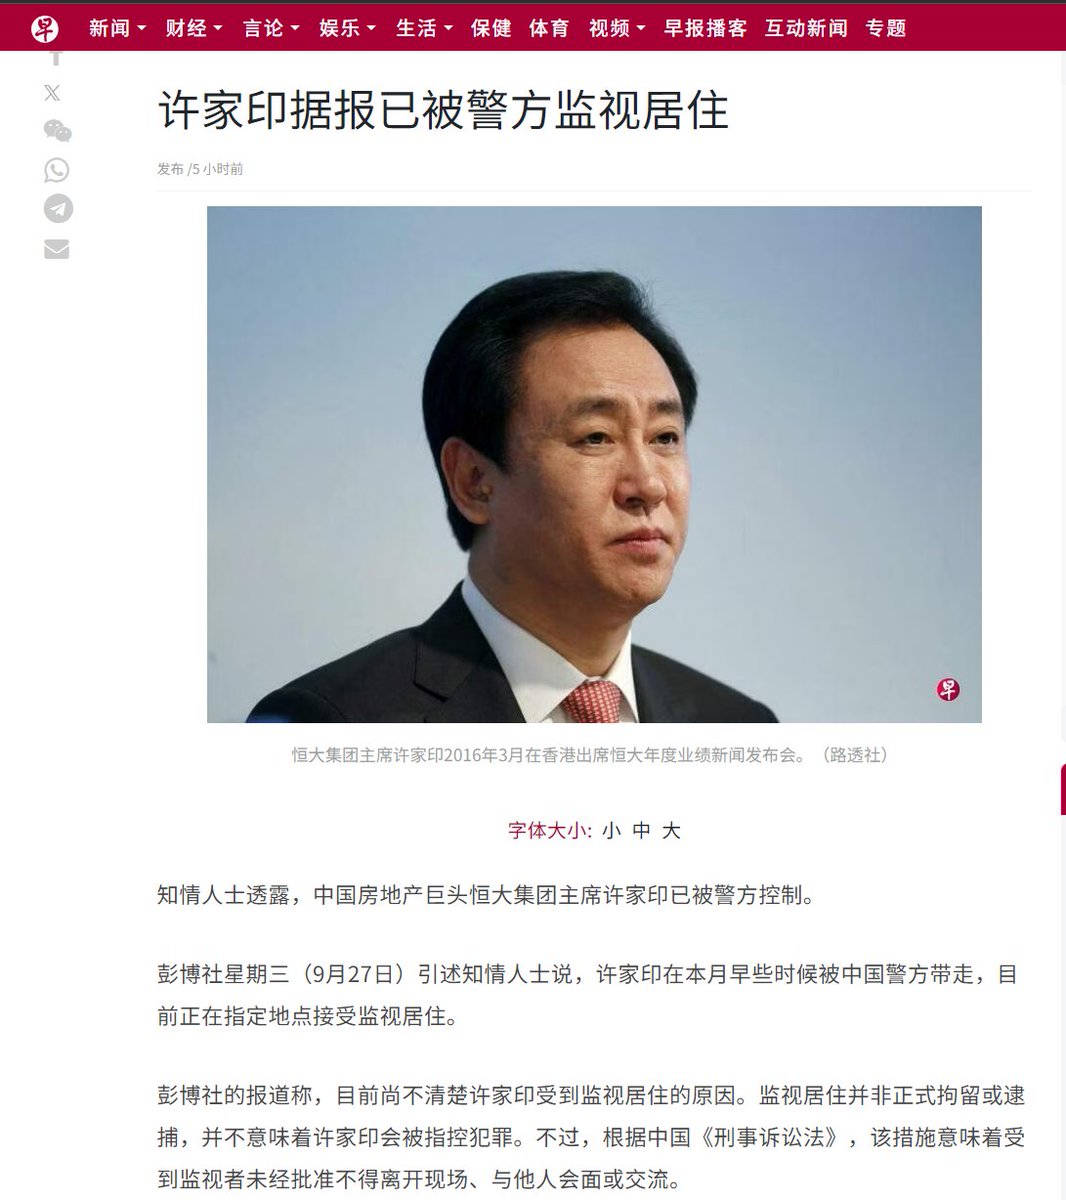 早 新闻 财经 言论 娱乐 生活 保健 体育 视频 早报播客 互动新闻 专题
许家印据报已被警方监视居住
发布 /5 小时前
早
恒大集团主席许家印2016年3月在香港出席恒大年度业绩新闻发布会。（路透社）
字体大小: 小 中 大
知情人士透露，中国房地产巨头恒大集团主席许家印已被警方控制。
彭博社星期三（9月27日）引述知情人士说，许家印在本月早些时候被中国警方带走，目
前正在指定地点接受监视居住。
彭博社的报道称，目前尚不清楚许家印受到监视居住的原因。监视居住并非正式拘留或逮
捕，并不意味着许家印会被指控犯罪。不过，根据中国《刑事诉讼法》，该措施意味着受
到监视者未经批准不得离开现场、与他人会面或交流。